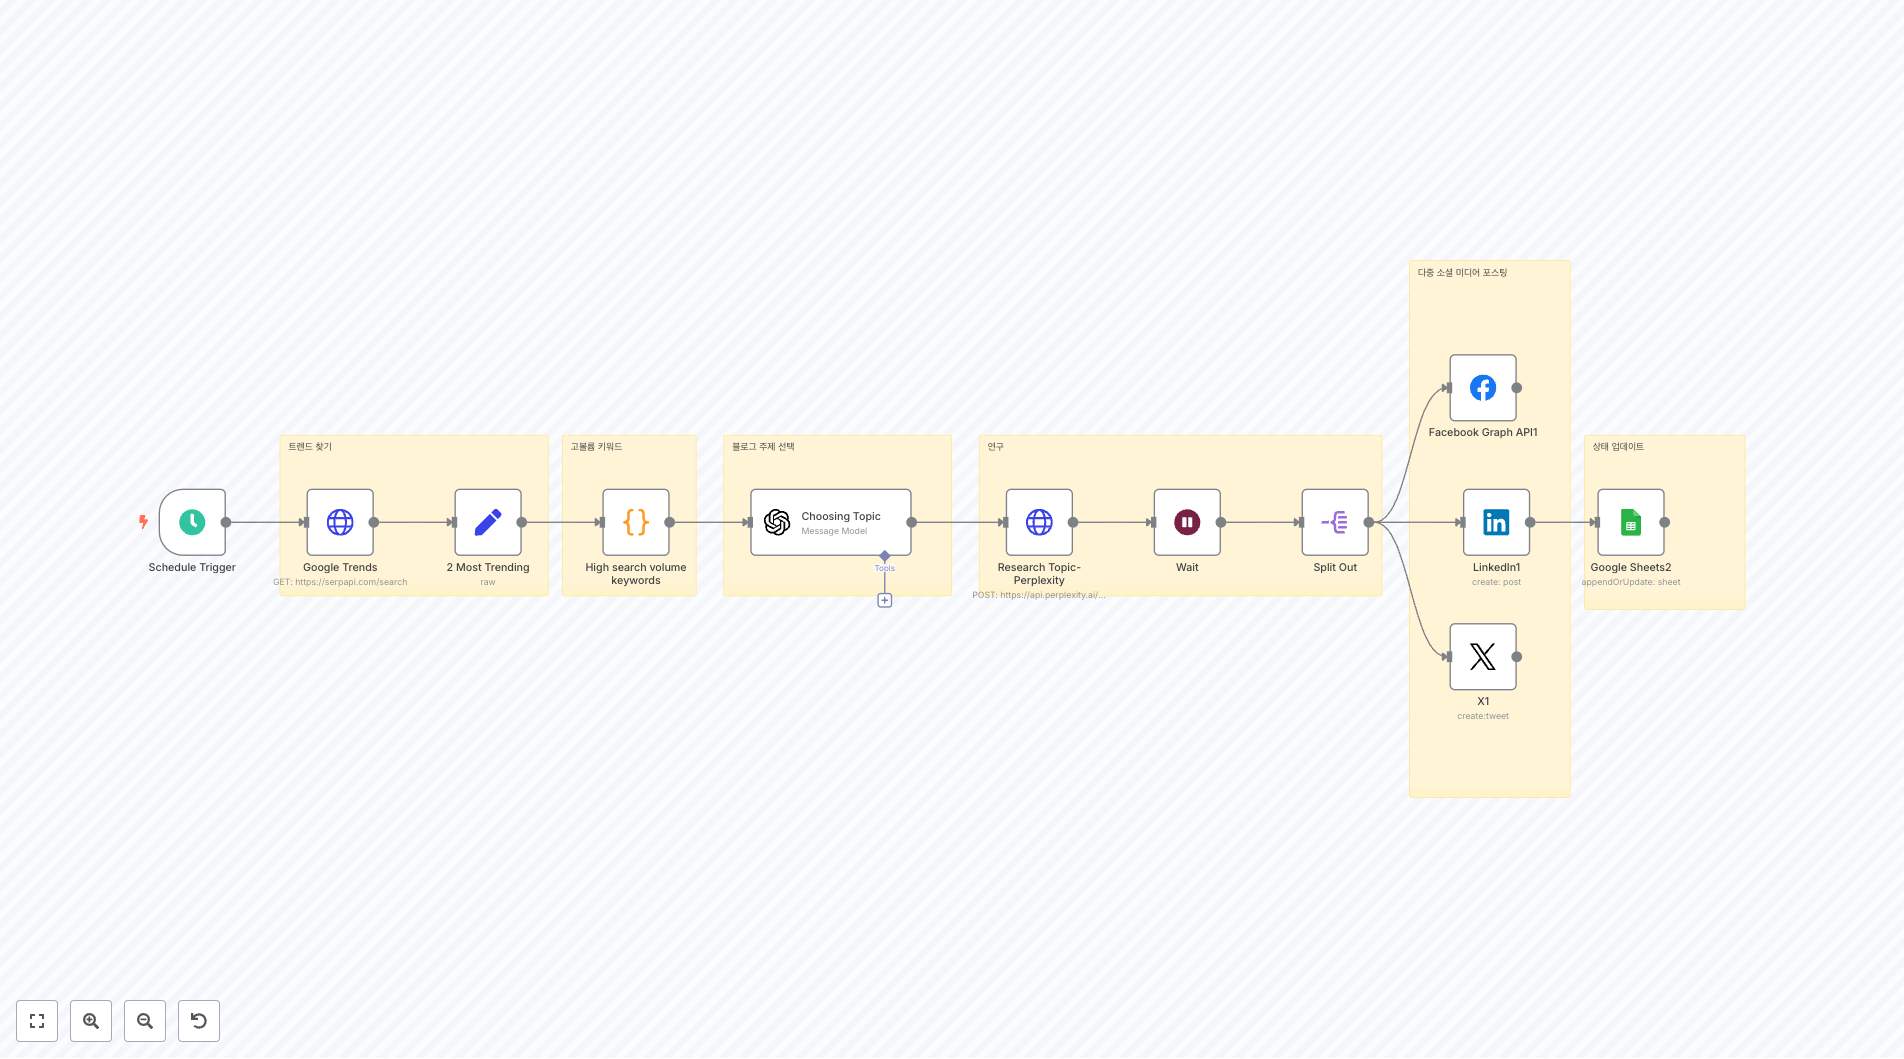 다중 소셜 미디어 포스팅
Facebook Graph API1
트렌드 찾기
고볼륨 키워드
블로그 주제 선택
연구
상태 업데이트
Schedule Trigger
Google Trends
GET: https://serpapi.com/search
2 Most Trending
raw
High search volume
keywords
Choosing Topic
Message Model
Tools
Research Topic-
Perplexity
POST: https://api.perplexity.ai/...
Wait
Split Out
LinkedIn1
create: post
Google Sheets2
appendOrUpdate: sheet
X1
create:tweet